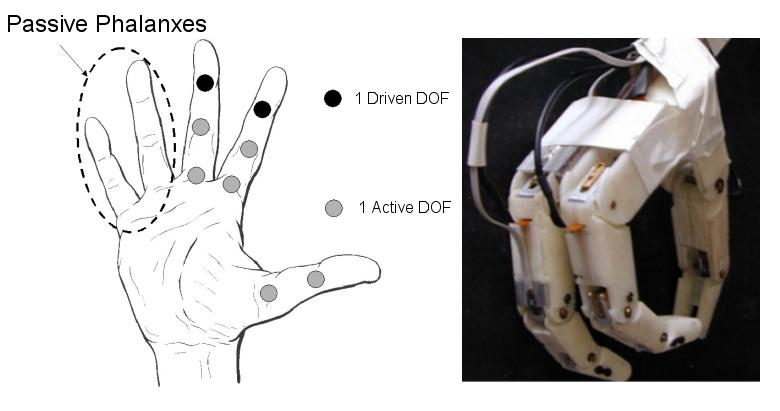 Passive Phalanxes
1 Driven DOF
1 Active DOF